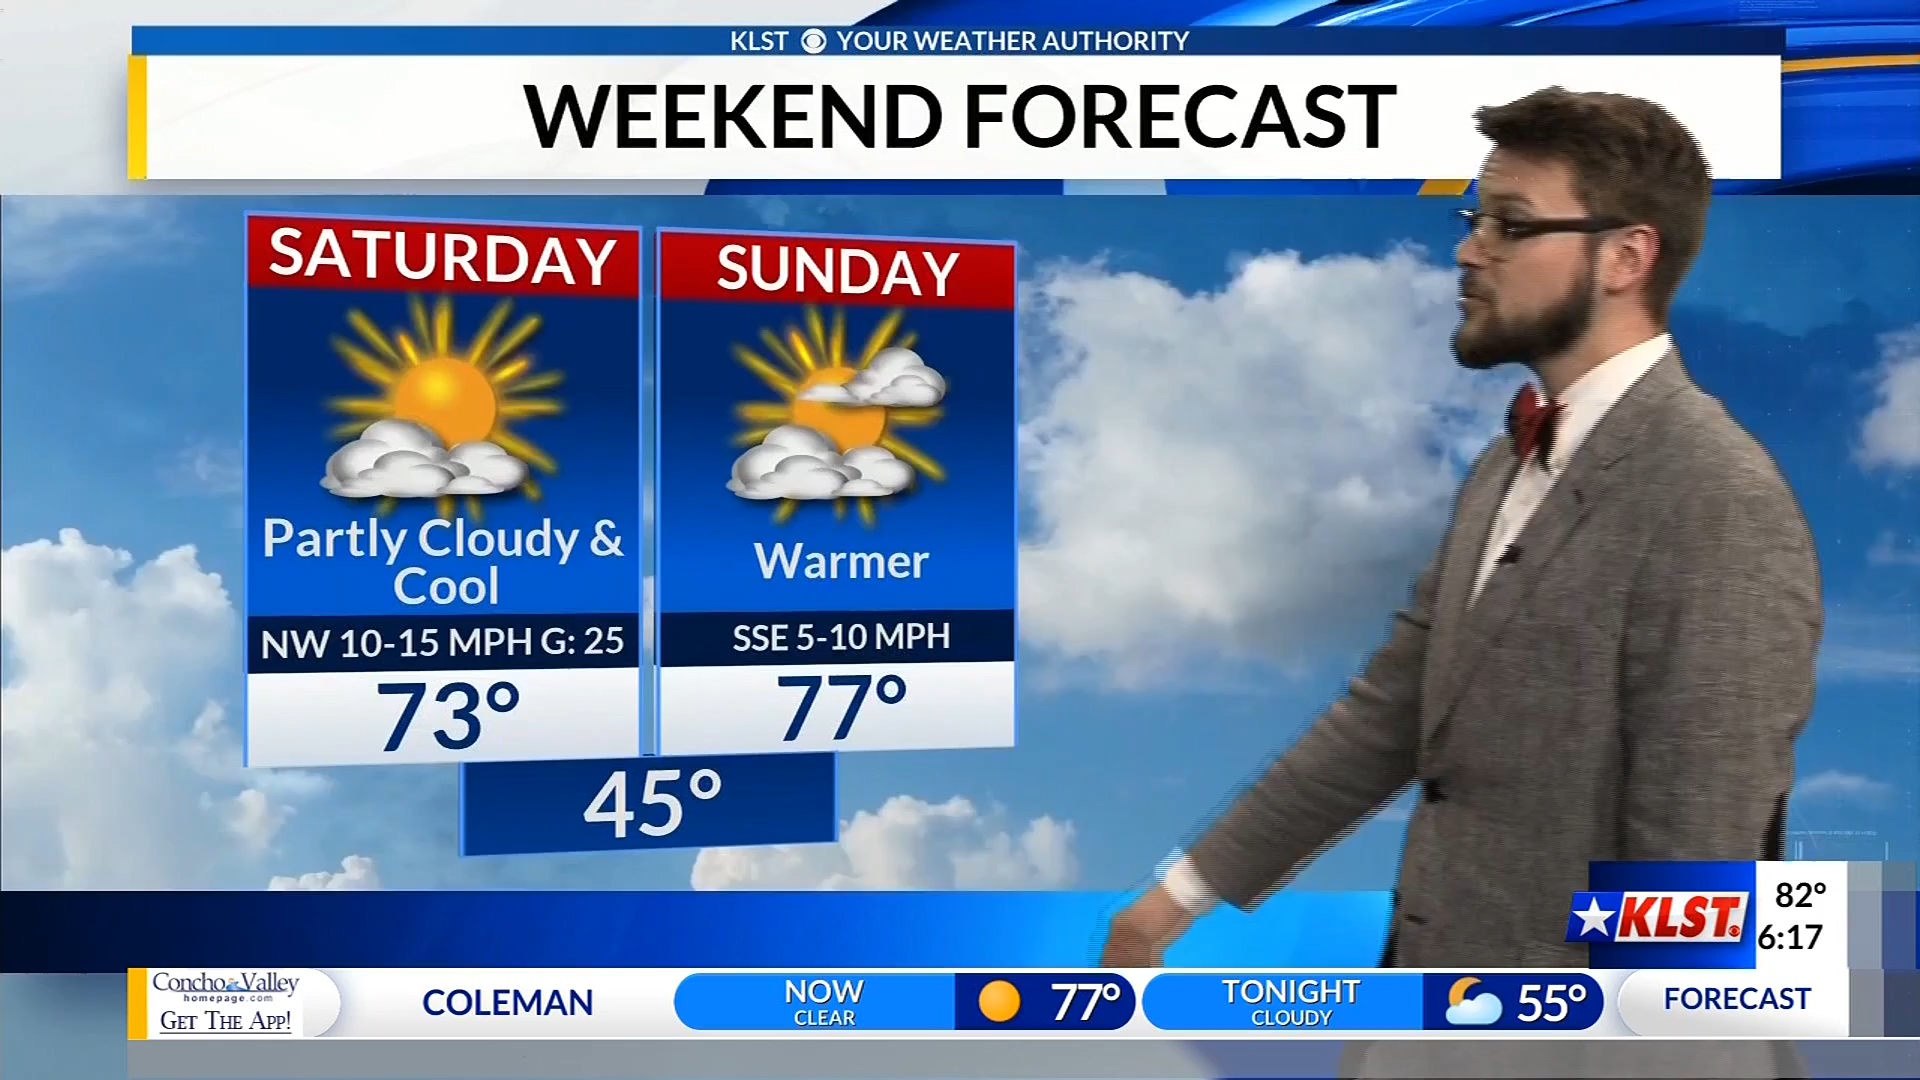 KLST YOUR WEATHER AUTHORITY
WEEKEND FORECAST
SATURDAY
Partly Cloudy &
Cool
NW 10-15 MPH G: 25
73°
SUNDAY
Warmer
SSE 5-10 MPH
77°
45°
KLST
82°
6:17
Concho Valley
homepage.com
GET THE APP!
COLEMAN
NOW
CLEAR
77°
TONIGHT
CLOUDY
55°
FORECAST